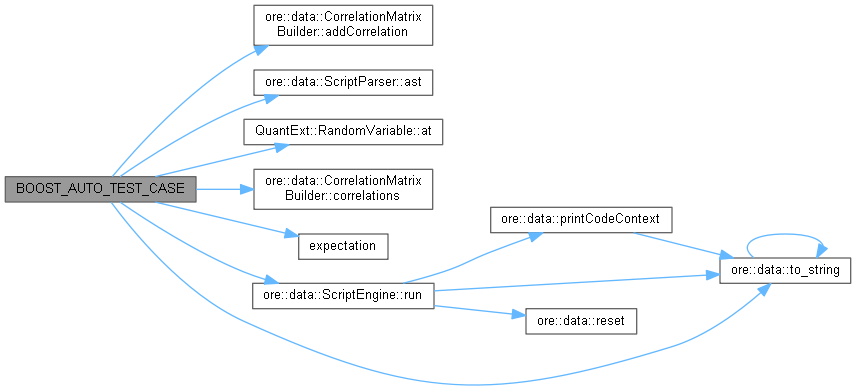 BOOST_AUTO_TEST_CASE
ore::data::CorrelationMatrix
Builder::addCorrelation
ore::data::ScriptParser::ast
QuantExt::RandomVariable::at
ore::data::CorrelationMatrix
Builder::correlations
expectation
ore::data::ScriptEngine::run
ore::data::printCodeContext
ore::data::reset
ore::data::to_string